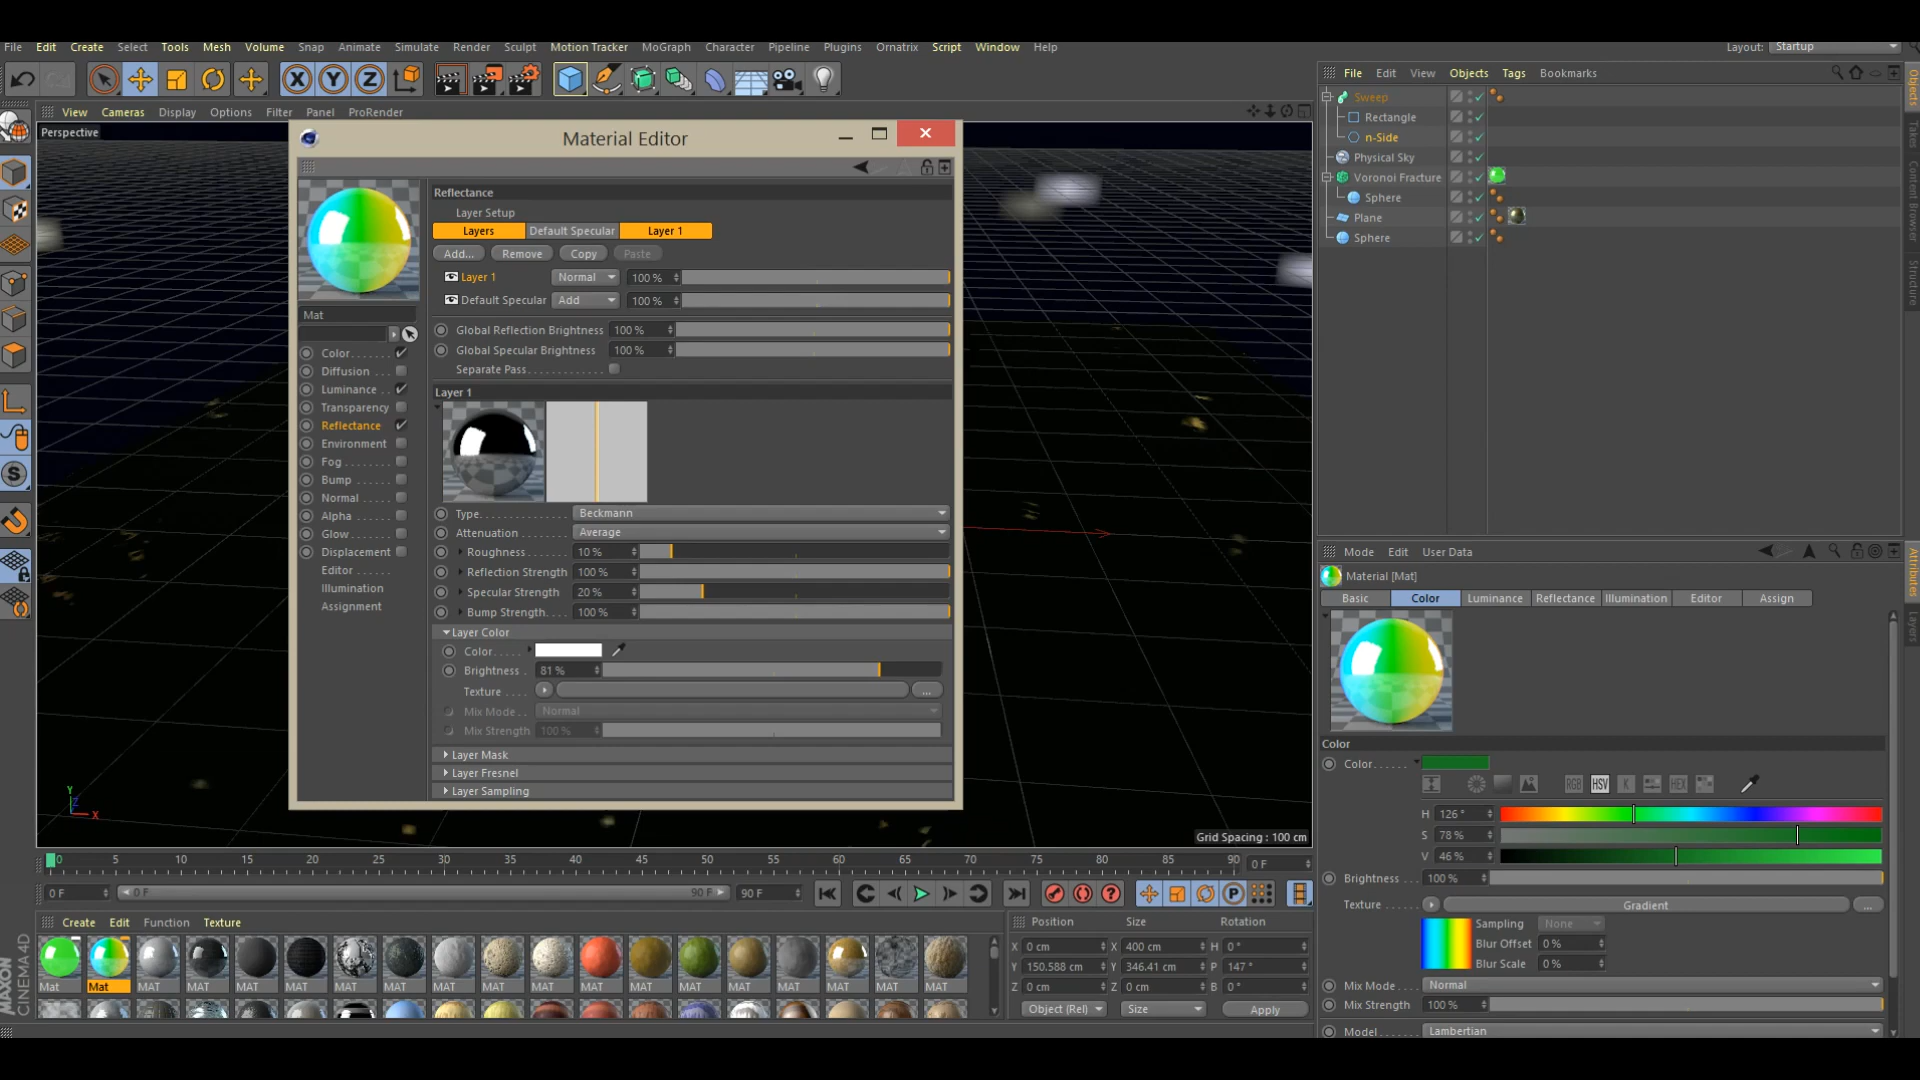 File Edit Create Select Tools Mesh Volume Snap Animate Simulate Render Sculpt Motion Tracker MoGraph Character Pipeline Plugins Ornatrix Script Window Help
Layout: Startup
View Cameras Display Options Filter Panel ProRender
Perspective
Material Editor
Reflectance
Layer Setup
Layers Default Specular Layer 1
Add... Remove Copy Paste
Layer 1 Normal 100 %
Default Specular Add 100 %
Mat
Global Reflection Brightness 100 %
Global Specular Brightness 100 %
Separate Pass
Color
Diffusion
Luminance
Transparency
Reflectance
Environment
Fog
Bump
Normal
Alpha
Glow
Displacement
Editor
Illumination
Assignment
Layer 1
Type Beckmann
Attenuation Average
Roughness 10 %
Reflection Strength 100 %
Specular Strength 20 %
Bump Strength 100 %
Layer Color
Color
Brightness 81 %
Texture ...
Mix Mode Normal
Mix Strength 100 %
Layer Mask
Layer Fresnel
Layer Sampling
Y
Z
X
Grid Spacing : 100 cm
0 5 10 15 20 25 30 35 40 45 50 55 60 65 70 75 80 85 90 0 F
0 F 0 F 90 F 90 F
Create Edit Function Texture
Mat Mat MAT MAT MAT MAT MAT MAT MAT MAT MAT MAT MAT MAT MAT MAT MAT MAT MAT
MAXON CINEMA4D
Position Size Rotation
X 0 cm X 400 cm H 0 °
Y 150.588 cm Y 346.41 cm P 147 °
Z 0 cm Z 0 cm B 0 °
Object (Rel) Size Apply
File Edit View Objects Tags Bookmarks
Sweep
Rectangle
n-Side
Physical Sky
Voronoi Fracture
Sphere
Plane
Sphere
Objects
Takes
Content Browser
Structure
Mode Edit User Data
Material [Mat]
Basic Color Luminance Reflectance Illumination Editor Assign
Attributes
Layers
Color
Color
RGB HSV K HEX
H 126 °
S 78 %
V 46 %
Brightness 100 %
Texture Gradient ...
Sampling None
Blur Offset 0 %
Blur Scale 0 %
Mix Mode Normal
Mix Strength 100 %
Model Lambertian